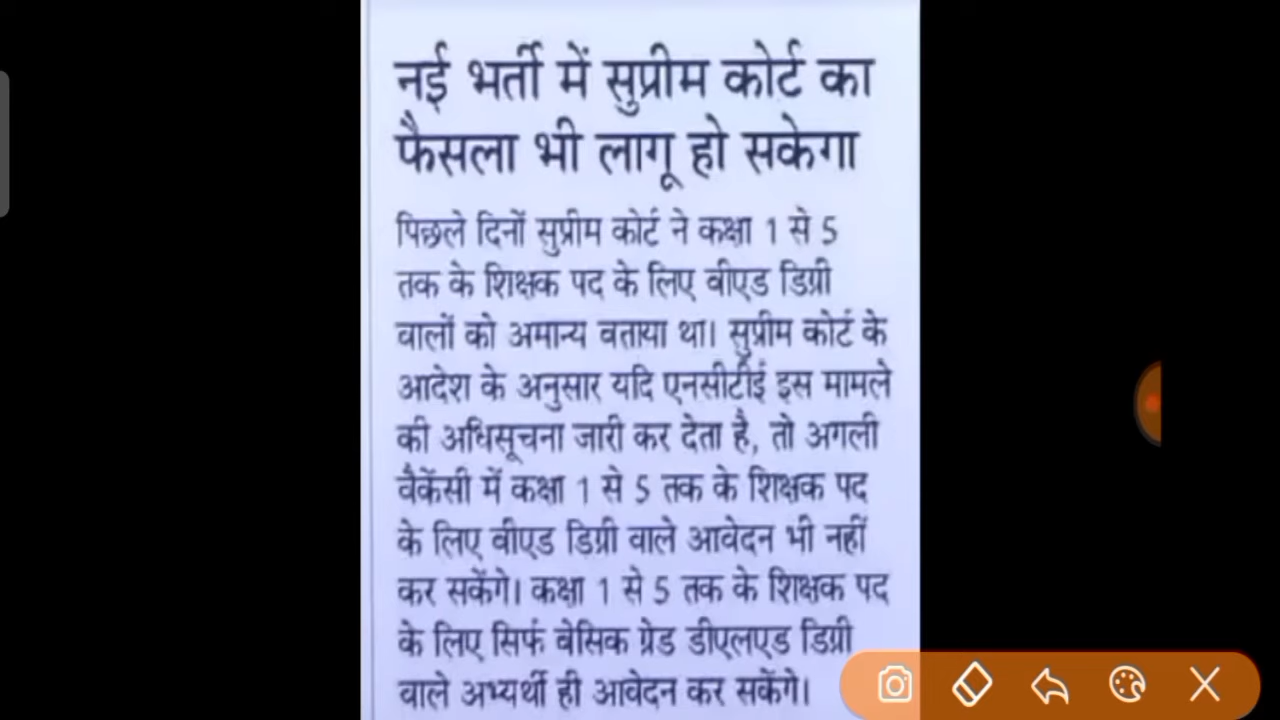 नई भर्ती में सुप्रीम कोर्ट का
फैसला भी लागू हो सकेगा
पिछले दिनों सुप्रीम कोर्ट ने कक्षा 1 से 5
तक के शिक्षक पद के लिए बीएड डिग्री
वालों को अमान्य बताया था। सुप्रीम कोर्ट के
आदेश के अनुसार यदि एनसीटीई इस मामले
की अधिसूचना जारी कर देता है, तो अगली
वैकेंसी में कक्षा 1 से 5 तक के शिक्षक पद
के लिए बीएड डिग्री वाले आवेदन भी नहीं
कर सकेंगे। कक्षा 1 से 5 तक के शिक्षक पद
के लिए सिर्फ बेसिक ग्रेड डीएलएड डिग्री
वाले अभ्यर्थी ही आवेदन कर सकेंगे।